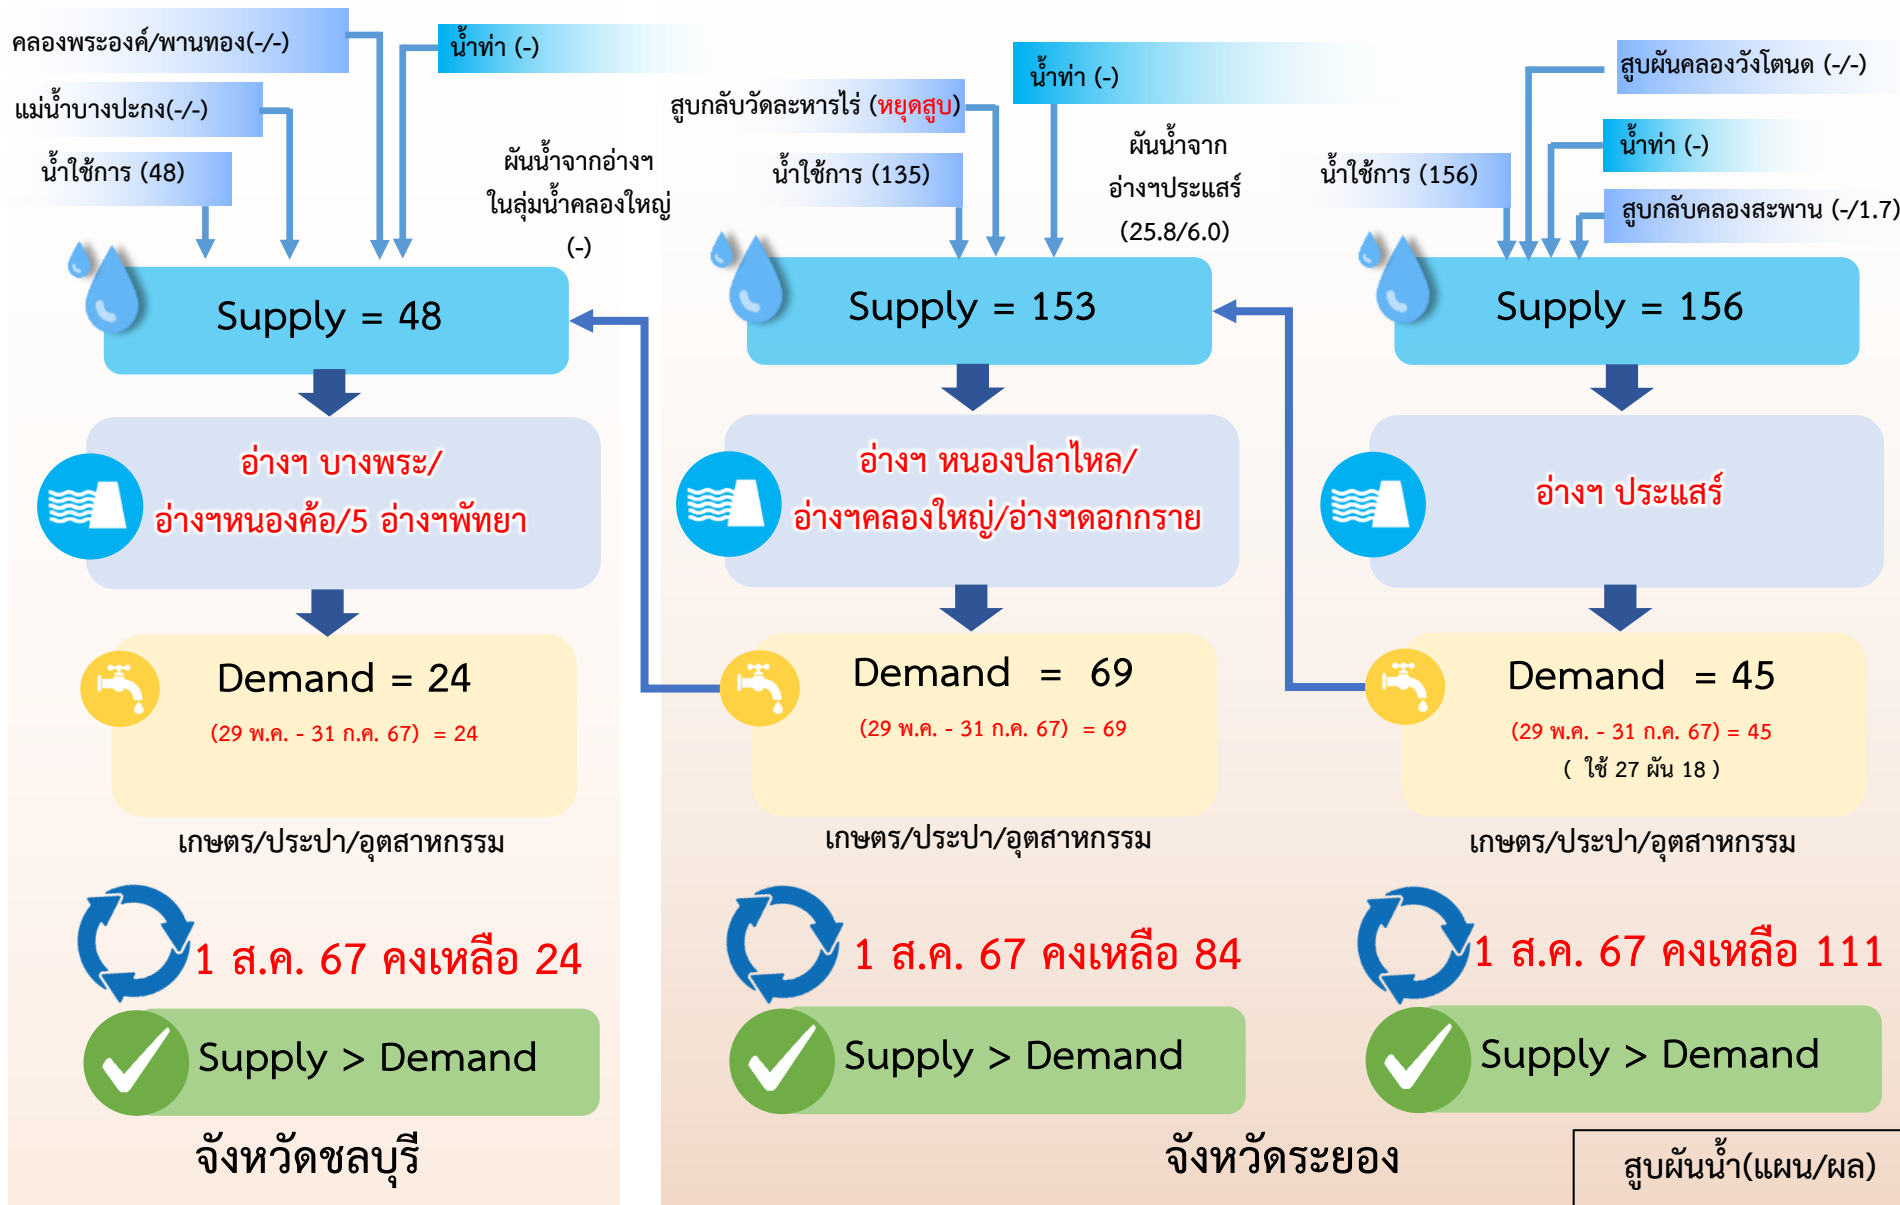 คลองพระองค์/พานทอง(-/-)
น้ำท่า (-)
แม่น้ำบางปะกง(-/-)
น้ำใช้การ (48)
ผันน้ำจากอ่างฯ
ในลุ่มน้ำคลองใหญ่
(-)
Supply = 48
อ่างฯ บางพระ/
อ่างฯหนองค้อ/5 อ่างฯพัทยา
Demand = 24
(29 พ.ค. - 31 ก.ค. 67) = 24
เกษตร/ประปา/อุตสาหกรรม
1 ส.ค. 67 คงเหลือ 24
Supply > Demand
จังหวัดชลบุรี
น้ำท่า (-)
สูบกลับวัดละหารไร่ (หยุดสูบ)
น้ำใช้การ (135)
ผันน้ำจาก
อ่างฯประแสร์
(25.8/6.0)
Supply = 153
อ่างฯ หนองปลาไหล/
อ่างฯคลองใหญ่/อ่างฯดอกกราย
Demand = 69
(29 พ.ค. - 31 ก.ค. 67) = 69
เกษตร/ประปา/อุตสาหกรรม
1 ส.ค. 67 คงเหลือ 84
Supply > Demand
สูบผันคลองวังโตนด (-/-)
น้ำท่า (-)
น้ำใช้การ (156)
สูบกลับคลองสะพาน (-/1.7)
Supply = 156
อ่างฯ ประแสร์
Demand = 45
(29 พ.ค. - 31 ก.ค. 67) = 45
( ใช้ 27 ผัน 18 )
เกษตร/ประปา/อุตสาหกรรม
1 ส.ค. 67 คงเหลือ 111
Supply > Demand
จังหวัดระยอง
สูบผันน้ำ(แผน/ผล)